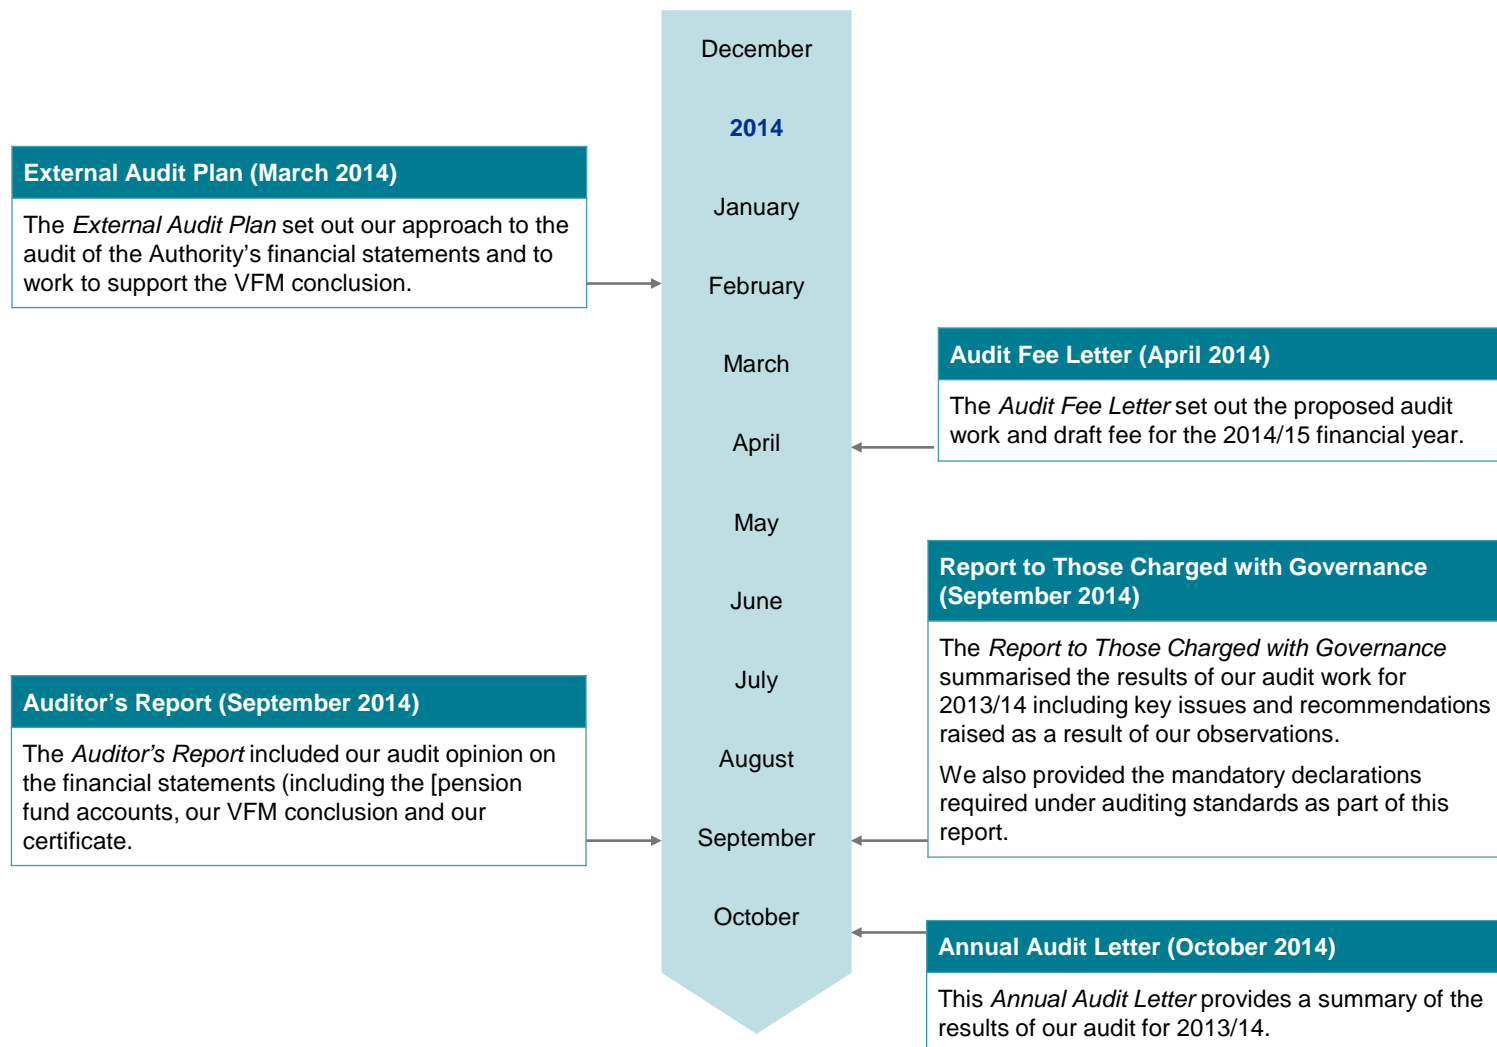 December
2014
January
February
March
April
May
June
July
August
September
October
External Audit Plan (March 2014)
The External Audit Plan set out our approach to the
audit of the Authority’s financial statements and to
work to support the VFM conclusion.
Audit Fee Letter (April 2014)
The Audit Fee Letter set out the proposed audit
work and draft fee for the 2014/15 financial year.
Report to Those Charged with Governance
(September 2014)
The Report to Those Charged with Governance
summarised the results of our audit work for
2013/14 including key issues and recommendations
raised as a result of our observations.
We also provided the mandatory declarations
required under auditing standards as part of this
report.
Auditor’s Report (September 2014)
The Auditor’s Report included our audit opinion on
the financial statements (including the [pension
fund accounts, our VFM conclusion and our
certificate.
Annual Audit Letter (October 2014)
This Annual Audit Letter provides a summary of the
results of our audit for 2013/14.